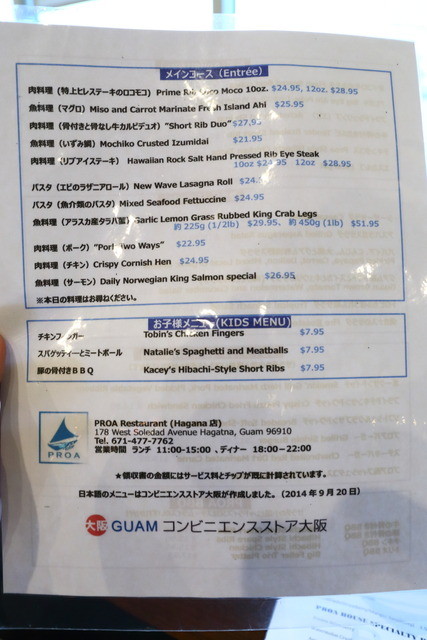 メインコース (Entrée)
肉料理 (特上ヒレステーキのロコモコ) Prime Rib Loco Moco 10oz. $24.95, 12oz. $28.95
魚料理 (マグロ) Miso and Carrot Marinate Fresh Island Ahi $25.95
肉料理 (骨付きと骨なし牛カルビデュオ) "Short Rib Duo" $27.95
魚料理 (いずみ鯛) Mochiko Crusted Izumidai $21.95
肉料理 (リブアイステーキ) Hawaiian Rock Salt Hand Pressed Rib Eye Steak
10oz $24.95 12oz $28.95
パスタ (エビのラザニアロール) New Wave Lasagna Roll
パスタ (魚介類のパスタ) Mixed Seafood Fettuccine $24.95
魚料理 (アラスカ産タラバ蟹) Garlic Lemon Grass Rubbed King Crab Legs
約 225g (1/2lb) $29.95、約 450g (1lb) $51.95
肉料理 (ポーク) "Pork Two Ways" $22.95
肉料理 (チキン) Crispy Cornish Hen $24.95
魚料理 (サーモン) Daily Norwegian King Salmon special $26.95
※本日の料理はお尋ねください。
お子様メニュー (KIDS MENU)
チキンフィンガー Tobin's Chicken Fingers $7.95
スパゲッティーとミートボール Natalie's Spaghetti and Meatballs $7.95
豚の骨付きＢＢＱ Kacey's Hibachi-Style Short Ribs $7.95
PROA
PROA Restaurant (Hagana 店)
178 West Soledad Avenue Hagatna, Guam 96910
Tel. 671-477-7762
営業時間 ランチ 11:00-15:00 、ディナー 18:00－22:00
★領収書の金額にはサービス料とチップが既に計算されています。
日本語のメニューはコンビニエンスストア大阪が作成しました。(2014 年 9 月 20 日)
大阪 GUAM コンビニエンスストア大阪
PROA HOUSE SPECIALTY